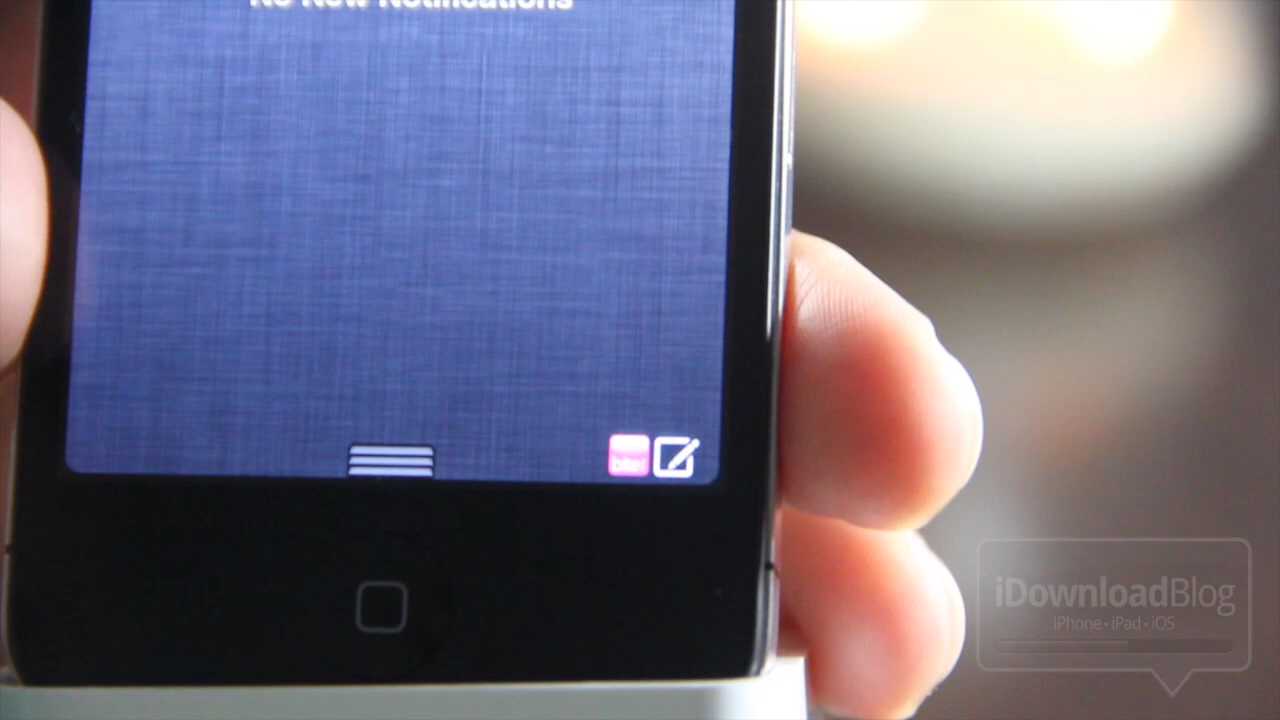 No New Notifications
bite
iDownloadBlog
iPhone • iPad • iOS